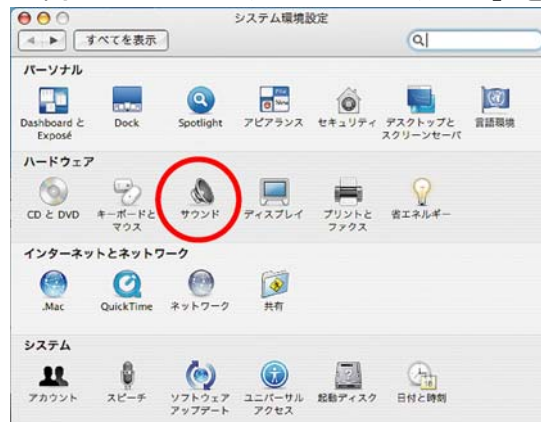 システム環境設定
すべてを表示
パーソナル
Dashboard と
Exposé
Dock
Spotlight
アピアランス
セキュリティ
デスクトップと
スクリーンセーバ
言語環境
ハードウェア
CD と DVD
キーボードと
マウス
サウンド
ディスプレイ
プリントと
ファクス
省エネルギー
インターネットとネットワーク
.Mac
QuickTime
ネットワーク
共有
システム
アカウント
スピーチ
ソフトウェア
アップデート
ユニバーサル
アクセス
起動ディスク
日付と時刻